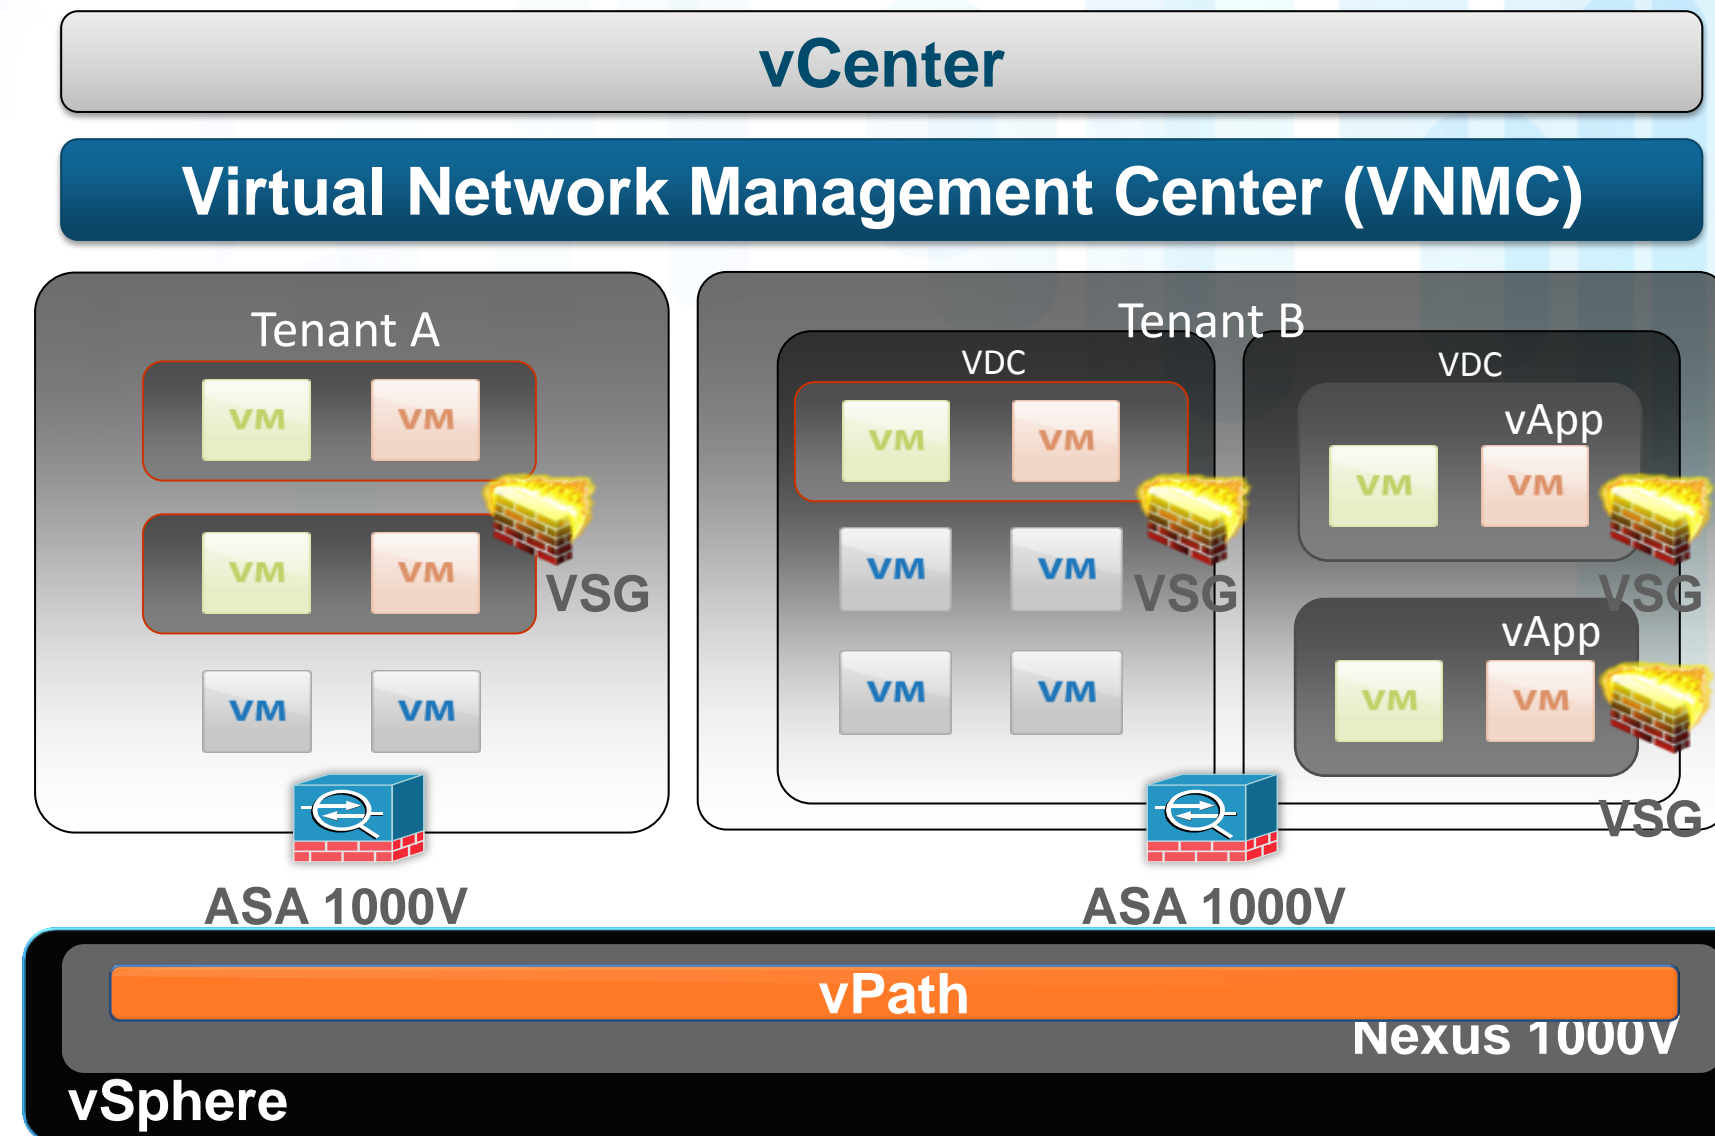 vCenter
Virtual Network Management Center (VNMC)
Tenant A
VM VM
VM VM
VSG
VM VM
ASA 1000V
Tenant B
VDC
VM VM
VM VM
VSG
VM VM
VDC
vApp
VM VM
VSG
vApp
VM VM
VSG
ASA 1000V
vPath
Nexus 1000V
vSphere